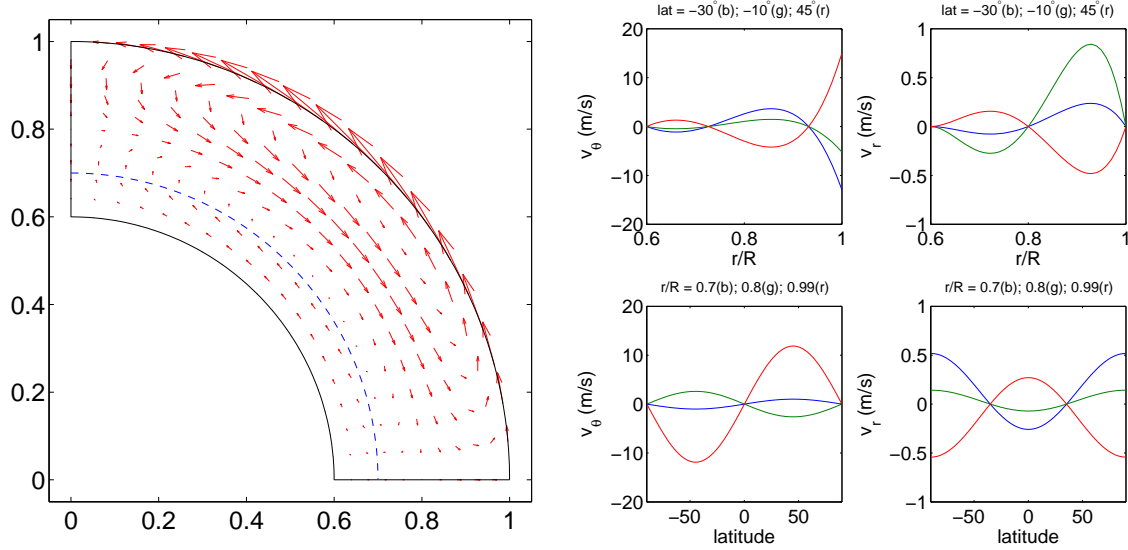 1
0.8
0.6
0.4
0.2
0
0 0.2 0.4 0.6 0.8 1
lat = −30°(b); −10°(g); 45°(r)
20
10
0
−10
−20
v_θ (m/s)
0.6 0.8 1
r/R
lat = −30°(b); −10°(g); 45°(r)
1
0.5
0
−0.5
−1
v_r (m/s)
0.6 0.8 1
r/R
r/R = 0.7(b); 0.8(g); 0.99(r)
20
10
0
−10
−20
v_θ (m/s)
−50 0 50
latitude
r/R = 0.7(b); 0.8(g); 0.99(r)
1
0.5
0
−0.5
−1
v_r (m/s)
−50 0 50
latitude